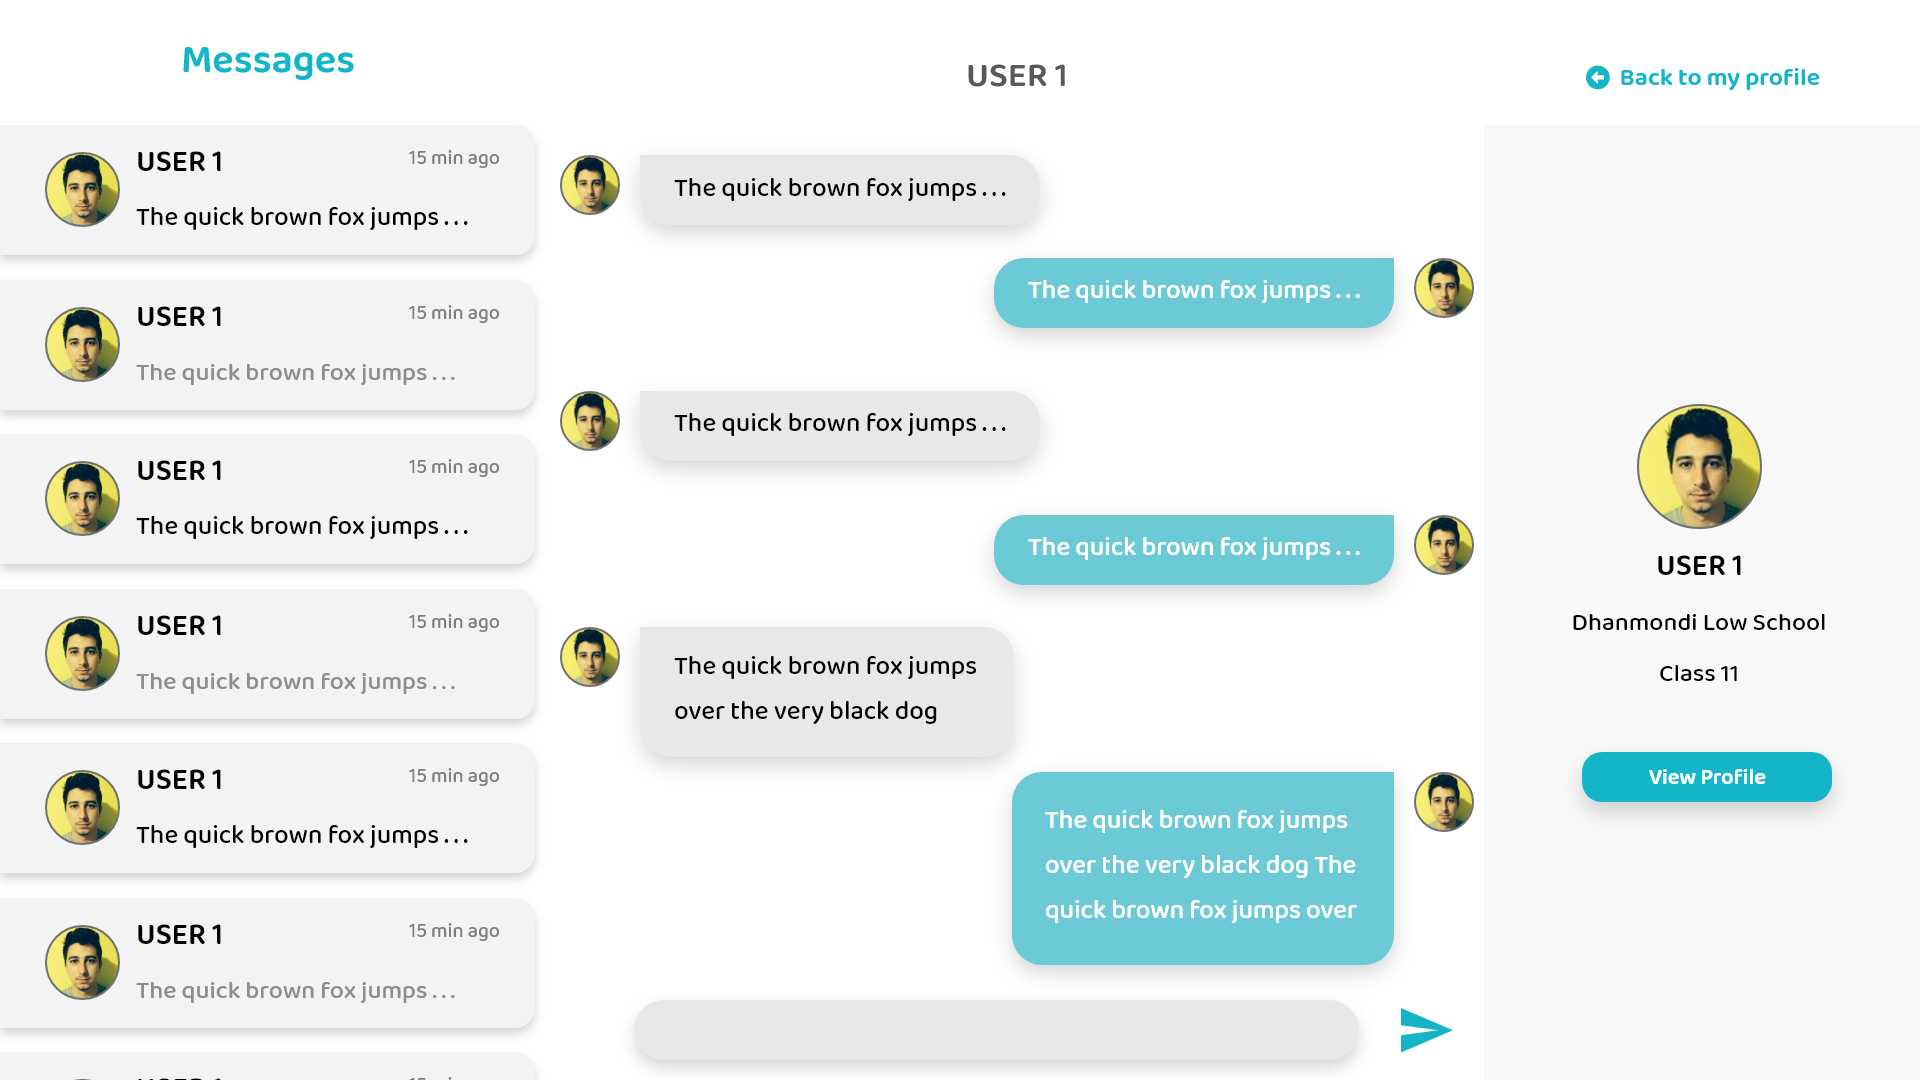 Messages
USER 1
15 min ago
The quick brown fox jumps . . .
USER 1
15 min ago
The quick brown fox jumps . . .
USER 1
15 min ago
The quick brown fox jumps . . .
USER 1
15 min ago
The quick brown fox jumps . . .
USER 1
15 min ago
The quick brown fox jumps . . .
USER 1
15 min ago
The quick brown fox jumps . . .
USER 1
The quick brown fox jumps . . .
The quick brown fox jumps . . .
The quick brown fox jumps . . .
The quick brown fox jumps . . .
The quick brown fox jumps
over the very black dog
The quick brown fox jumps
over the very black dog The
quick brown fox jumps over
Back to my profile
USER 1
Dhanmondi Low School
Class 11
View Profile